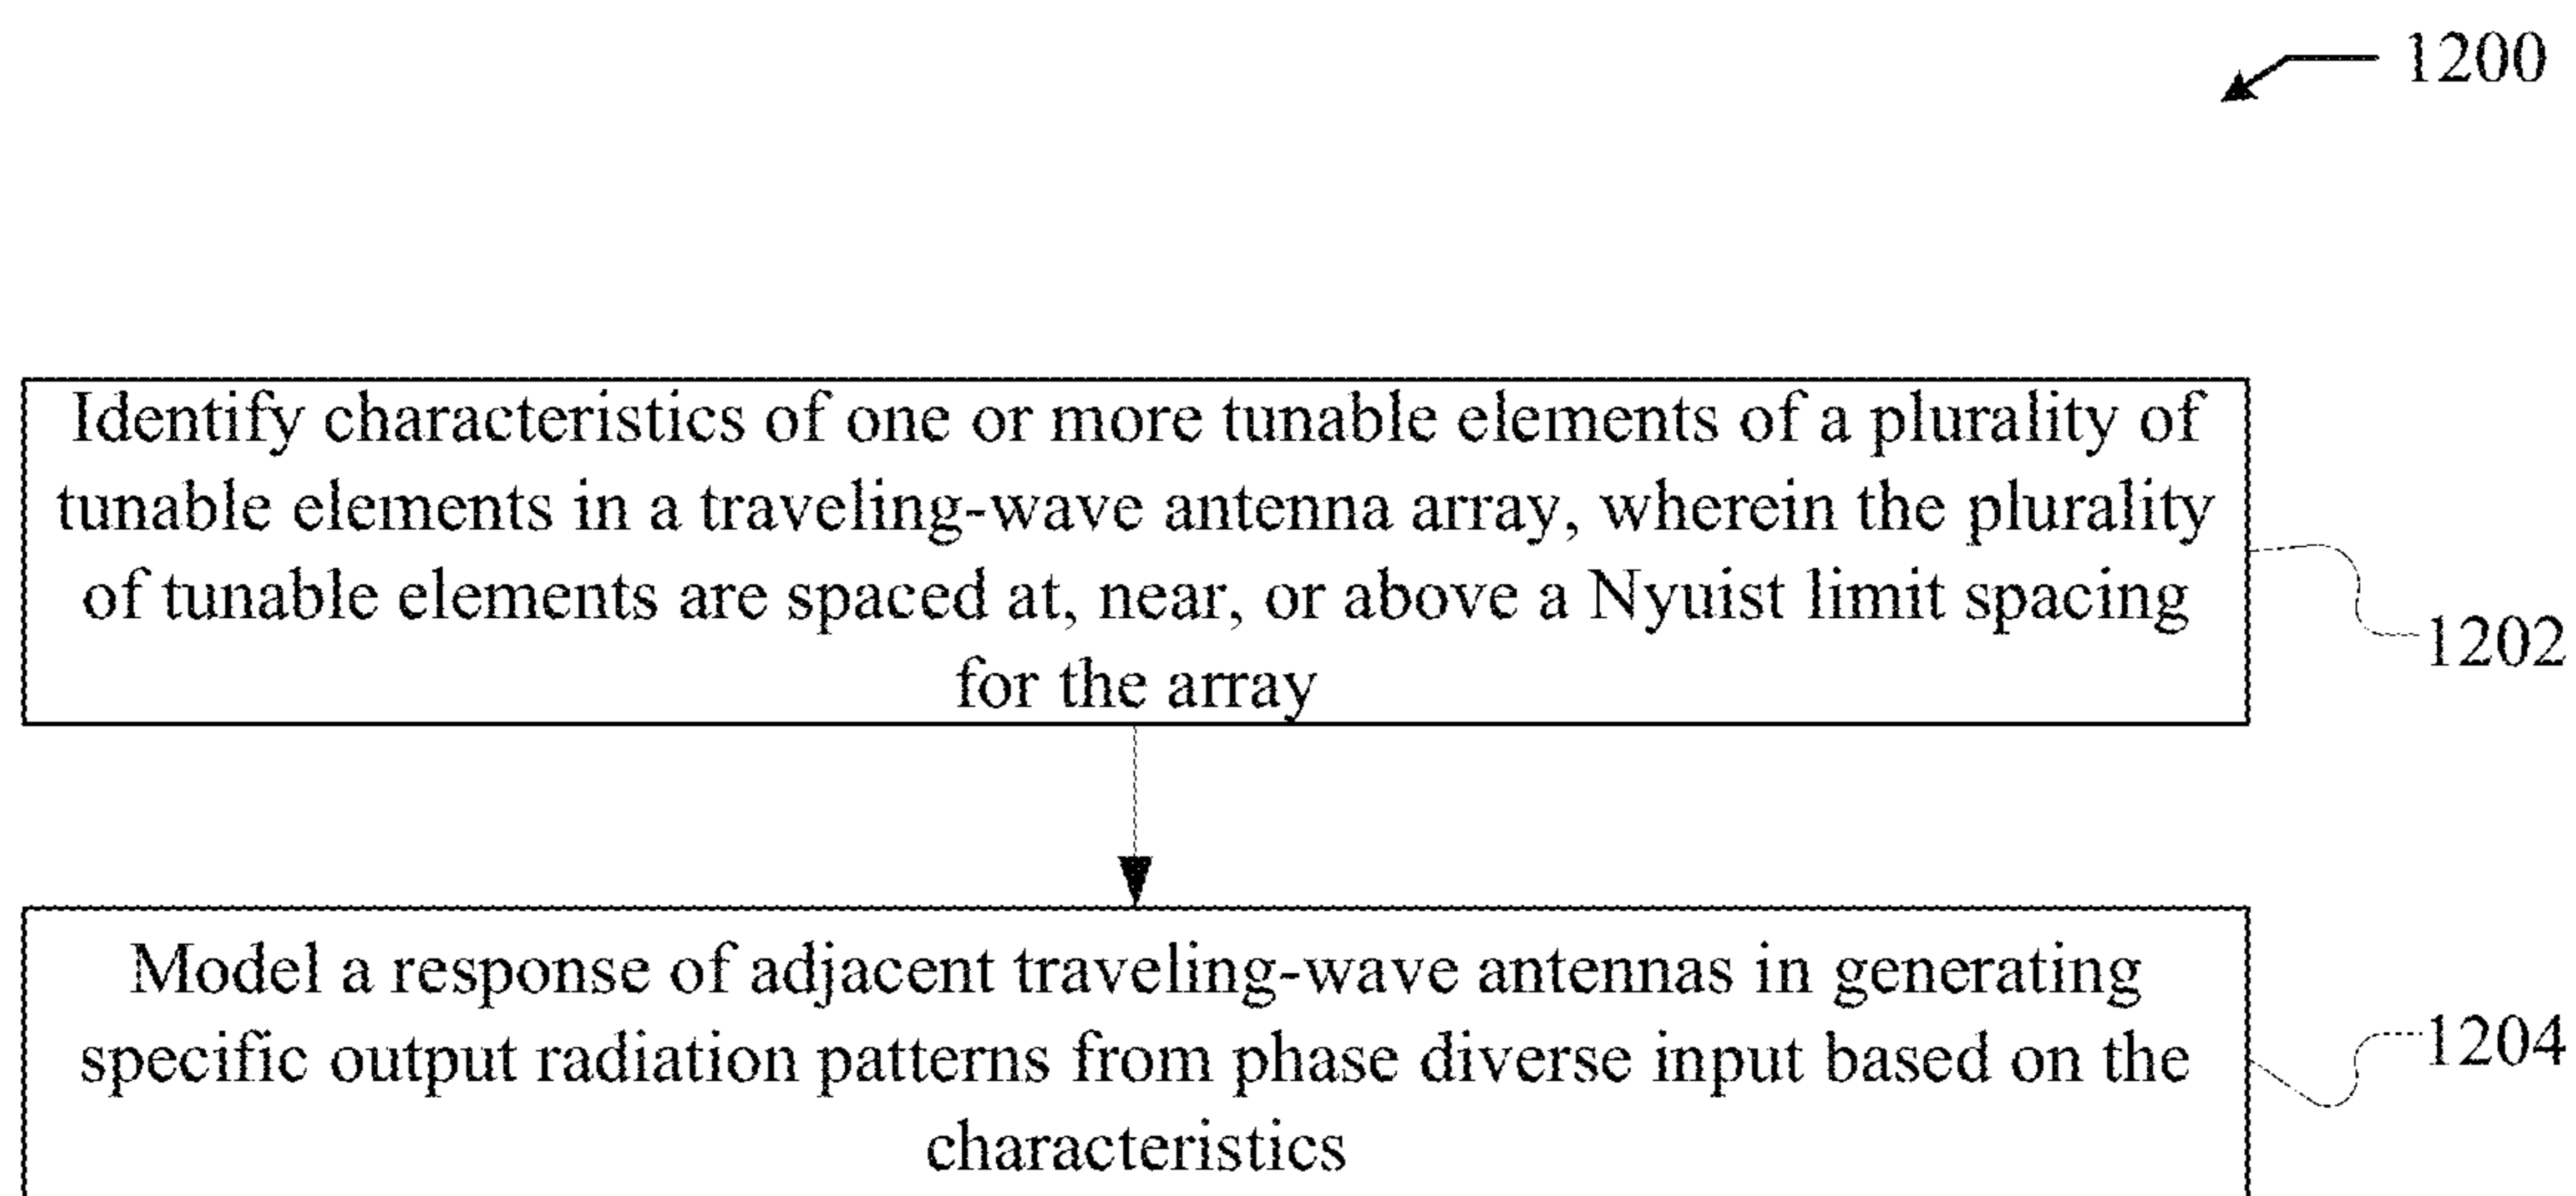 1200
Identify characteristics of one or more tunable elements of a plurality of
tunable elements in a traveling-wave antenna array, wherein the plurality
of tunable elements are spaced at, near, or above a Nyuist limit spacing
for the array
1202
Model a response of adjacent traveling-wave antennas in generating
specific output radiation patterns from phase diverse input based on the
characteristics
1204